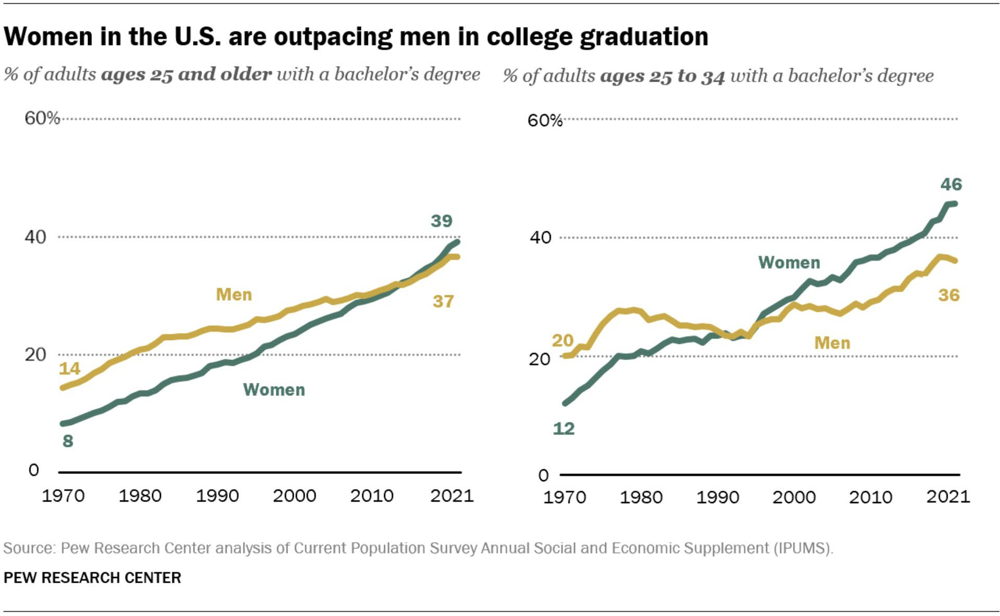 Women in the U.S. are outpacing men in college graduation
% of adults ages 25 and older with a bachelor's degree
60%
40
20
0
14
8
Men
Women
39
37
1970 1980 1990 2000 2010 2021
% of adults ages 25 to 34 with a bachelor's degree
60%
40
20
0
20
12
Women
Men
46
36
1970 1980 1990 2000 2010 2021
Source: Pew Research Center analysis of Current Population Survey Annual Social and Economic Supplement (IPUMS).
PEW RESEARCH CENTER